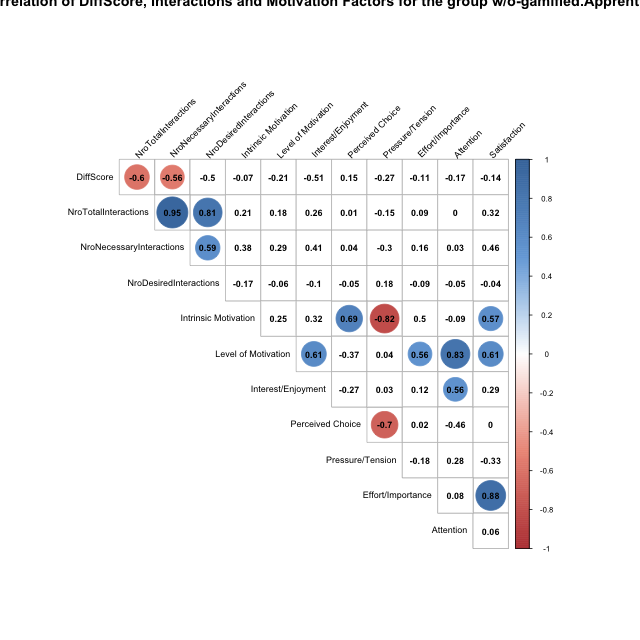 rrelation of DiffScore, Interactions and Motivation Factors for the group w/o-gamified.Apprent
NroTotalInteractions
NroNecessaryInteractions
NroDesiredInteractions
Intrinsic Motivation
Level of Motivation
Interest/Enjoyment
Perceived Choice
Pressure/Tension
Effort/Importance
Attention
Satisfaction
DiffScore -0.6 -0.56 -0.5 -0.07 -0.21 -0.51 0.15 -0.27 -0.11 -0.17 -0.14
NroTotalInteractions 0.95 0.81 0.21 0.18 0.26 0.01 -0.15 0.09 0 0.32
NroNecessaryInteractions 0.59 0.38 0.29 0.41 0.04 -0.3 0.16 0.03 0.46
NroDesiredInteractions -0.17 -0.06 -0.1 -0.05 0.18 -0.09 -0.05 -0.04
Intrinsic Motivation 0.25 0.32 0.69 -0.82 0.5 -0.09 0.57
Level of Motivation 0.61 -0.37 0.04 0.56 0.83 0.61
Interest/Enjoyment -0.27 0.03 0.12 0.56 0.29
Perceived Choice -0.7 0.02 -0.46 0
Pressure/Tension -0.18 0.28 -0.33
Effort/Importance 0.08 0.88
Attention 0.06
1
0.8
0.6
0.4
0.2
0
-0.2
-0.4
-0.6
-0.8
-1